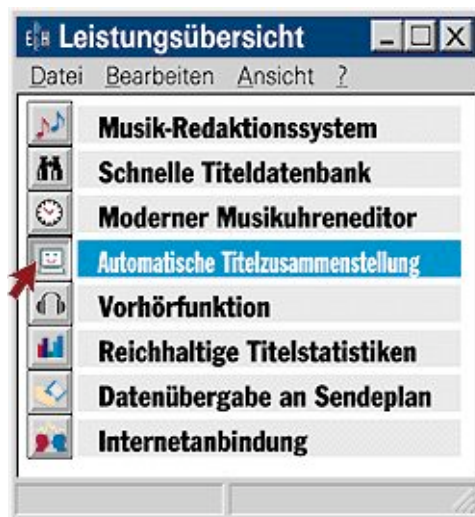 EH Leistungsübersicht
Datei Bearbeiten Ansicht ?
Musik-Redaktionssystem
Schnelle Titeldatenbank
Moderner Musikuhreneditor
Automatische Titelzusammenstellung
Vorhörfunktion
Reichhaltige Titelstatistiken
Datenübergabe an Sendeplan
Internetanbindung